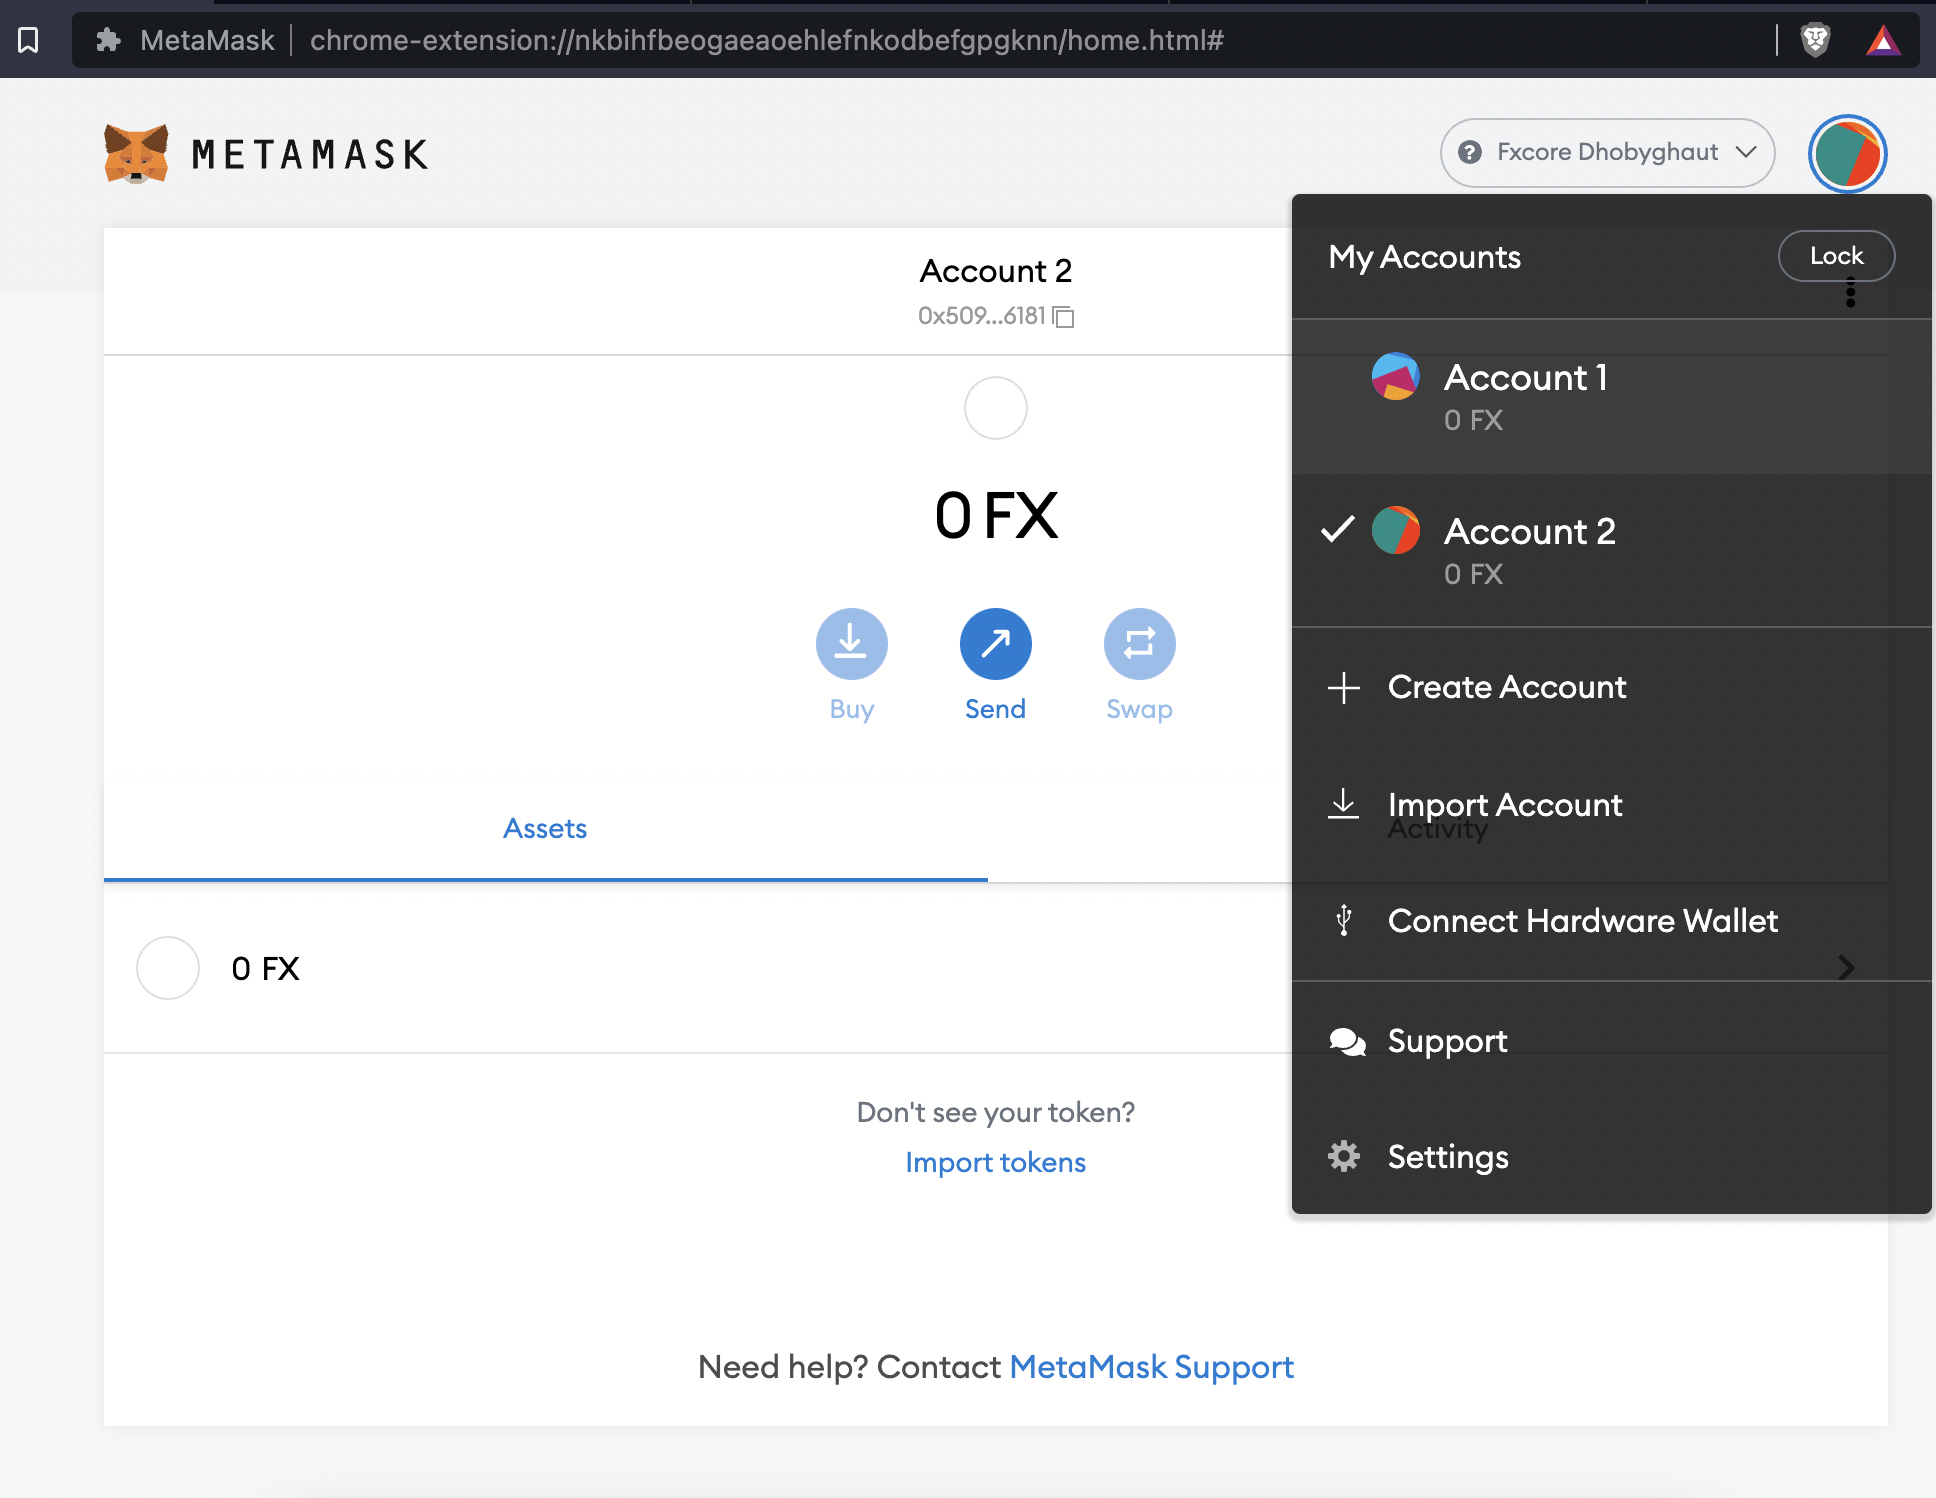 MetaMask chrome-extension://nkbihfbeogaeaoehlefnkodbefgpgknn/home.html#
METAMASK
Fxcore Dhobyghaut
Account 2
0x509...6181
0 FX
Buy
Send
Swap
Assets
Activity
0 FX
Don't see your token?
Import tokens
Need help? Contact MetaMask Support
My Accounts
Lock
Account 1
0 FX
Account 2
0 FX
Create Account
Import Account
Connect Hardware Wallet
Support
Settings